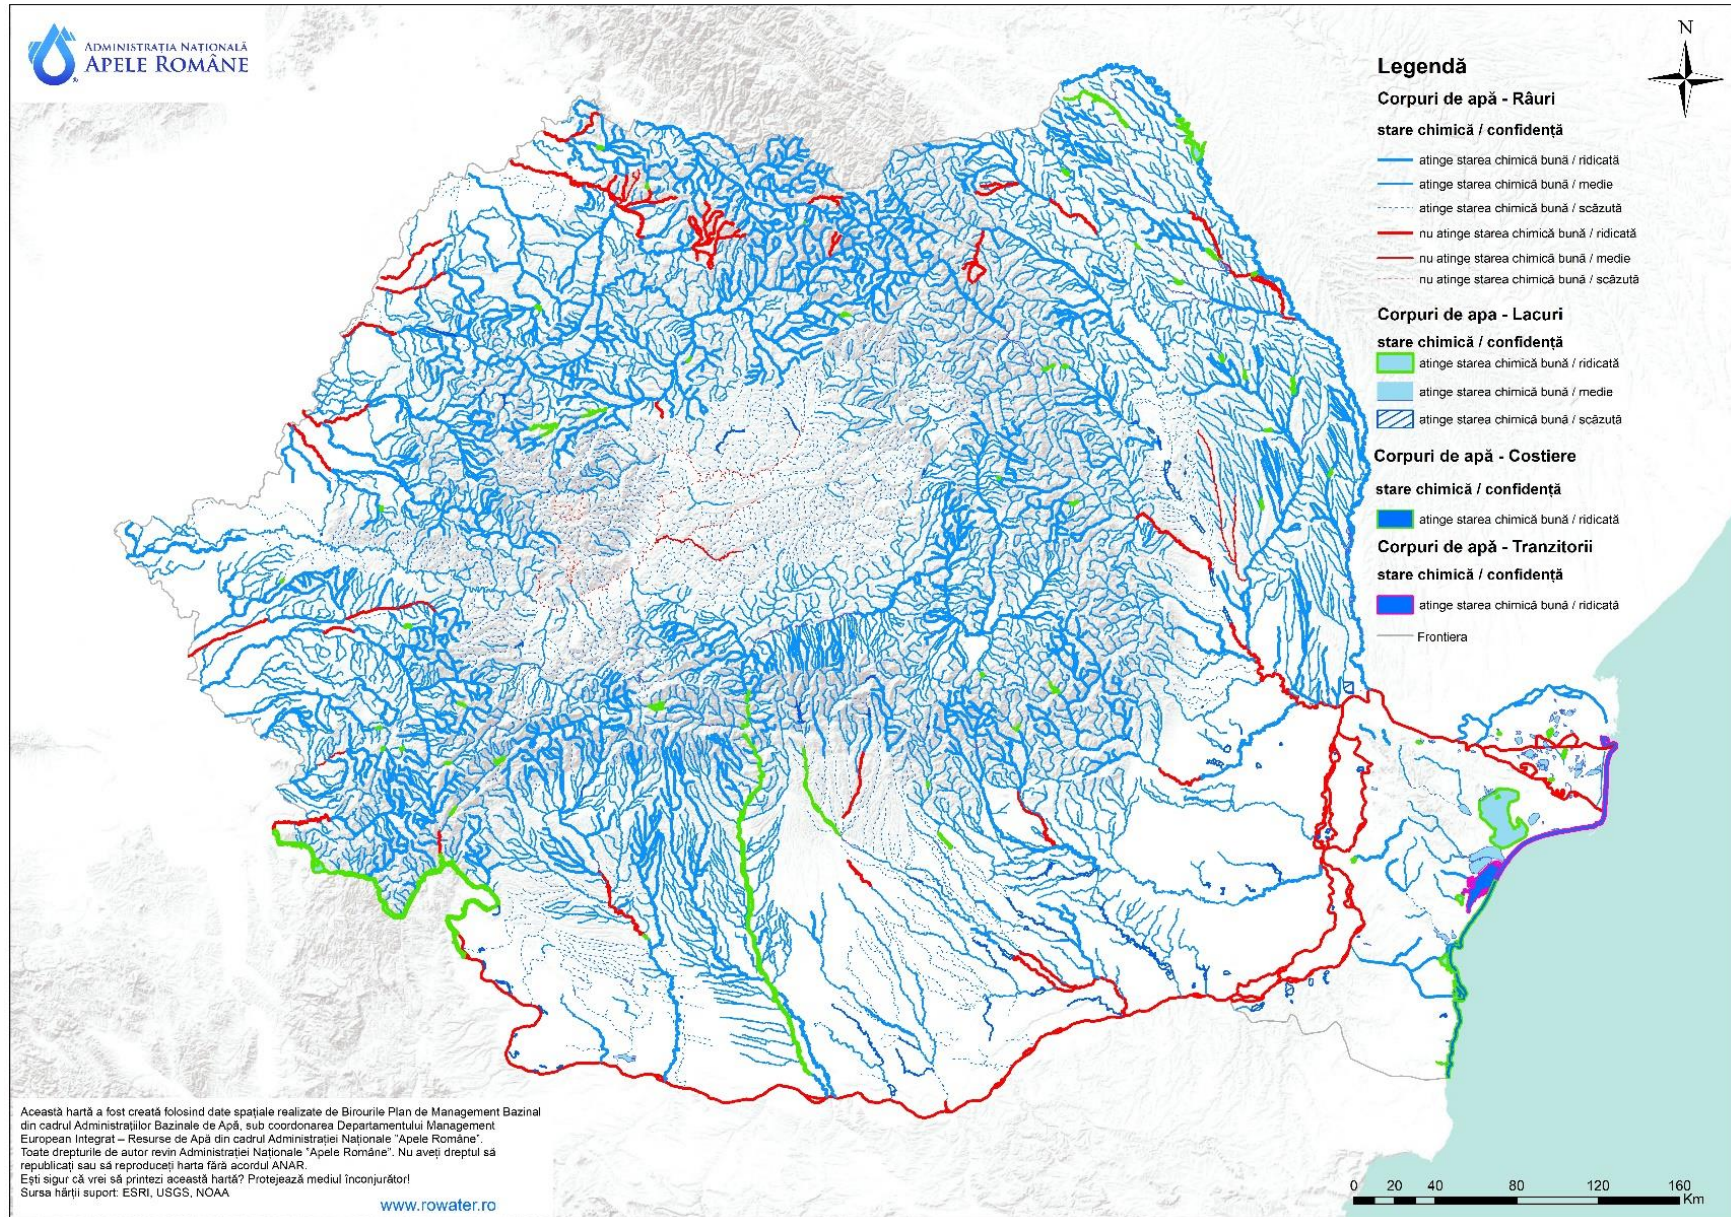 ADMINISTRAȚIA NAȚIONALĂ
APELE ROMÂNE
N
Legendă
Corpuri de apă - Râuri
stare chimică / confidență
atinge starea chimică bună / ridicată
atinge starea chimică bună / medie
atinge starea chimică bună / scăzută
nu atinge starea chimică bună / ridicată
nu atinge starea chimică bună / medie
nu atinge starea chimică bună / scăzută
Corpuri de apa - Lacuri
stare chimică / confidență
atinge starea chimică bună / ridicată
atinge starea chimică bună / medie
atinge starea chimică bună / scăzută
Corpuri de apă - Costiere
stare chimică / confidență
atinge starea chimică bună / ridicată
Corpuri de apă - Tranzitorii
stare chimică / confidență
atinge starea chimică bună / ridicată
Frontiera
Această hartă a fost creată folosind date spațiale realizate de Birourile Plan de Management Bazinal
din cadrul Administrațiilor Bazinale de Apă, sub coordonarea Departamentului Management
European Integrat – Resurse de Apă din cadrul Administrației Naționale "Apele Române".
Toate drepturile de autor revin Administrației Naționale "Apele Române". Nu aveți dreptul să
republicați sau să reproduceți harta fără acordul ANAR.
Ești sigur că vrei să printezi această hartă? Protejează mediul înconjurător!
Sursa hărții suport: ESRI, USGS, NOAA
www.rowater.ro
0 20 40 80 120 160
Km